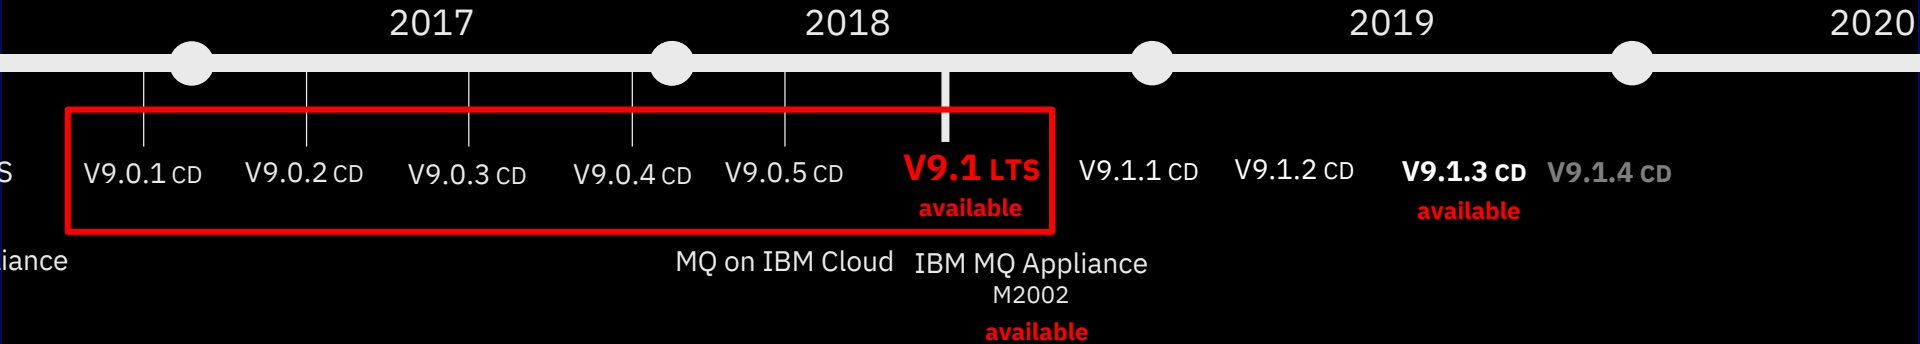 2017 2018 2019 2020
S V9.0.1 CD V9.0.2 CD V9.0.3 CD V9.0.4 CD V9.0.5 CD V9.1 LTS V9.1.1 CD V9.1.2 CD V9.1.3 CD V9.1.4 CD
available available
iance MQ on IBM Cloud IBM MQ Appliance
M2002
available